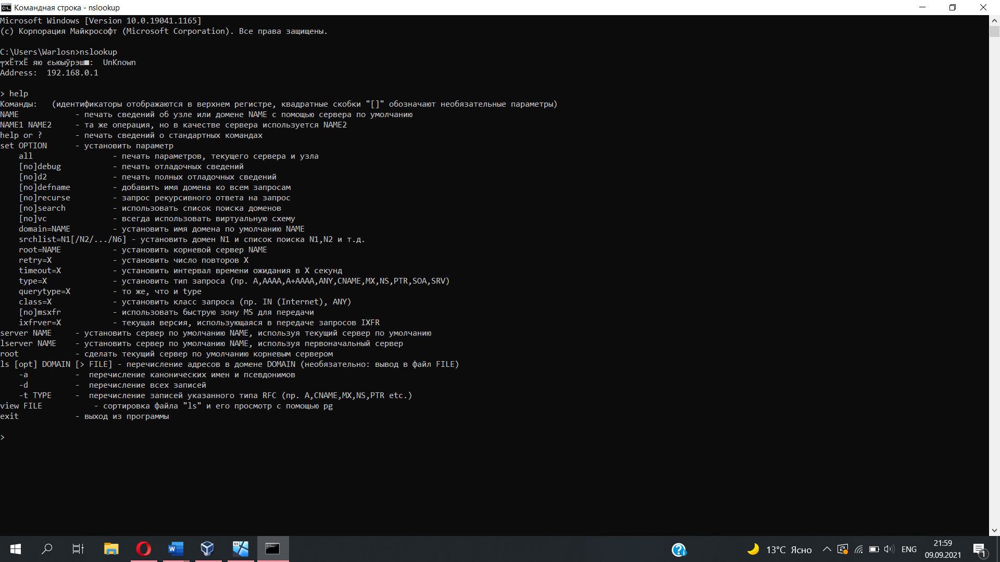 Командная строка - nslookup
Microsoft Windows [Version 10.0.19041.1165]
(c) Корпорация Майкрософт (Microsoft Corporation). Все права защищены.
C:\Users\Warlosn>nslookup
╤хЁтхЁ яю єьюыўрэш■:  UnKnown
Address:  192.168.0.1
> help
Команды:   (идентификаторы отображаются в верхнем регистре, квадратные скобки "[]" обозначают необязательные параметры)
NAME            - печать сведений об узле или домене NAME с помощью сервера по умолчанию
NAME1 NAME2     - та же операция, но в качестве сервера используется NAME2
help or ?       - печать сведений о стандартных командах
set OPTION      - установить параметр
    all                 - печать параметров, текущего сервера и узла
    [no]debug           - печать отладочных сведений
    [no]d2              - печать полных отладочных сведений
    [no]defname         - добавить имя домена ко всем запросам
    [no]recurse         - запрос рекурсивного ответа на запрос
    [no]search          - использовать список поиска доменов
    [no]vc              - всегда использовать виртуальную схему
    domain=NAME         - установить имя домена по умолчанию NAME
    srchlist=N1[/N2/.../N6] - установить домен N1 и список поиска N1,N2 и т.д.
    root=NAME           - установить корневой сервер NAME
    retry=X             - установить число повторов X
    timeout=X           - установить интервал времени ожидания в X секунд
    type=X              - установить тип запроса (пр. A,AAAA,A+AAAA,ANY,CNAME,MX,NS,PTR,SOA,SRV)
    querytype=X         - то же, что и type
    class=X             - установить класс запроса (пр. IN (Internet), ANY)
    [no]msxfr           - использовать быструю зону MS для передачи
    ixfrver=X           - текущая версия, использующаяся в передаче запросов IXFR
server NAME     - установить сервер по умолчанию NAME, используя текущий сервер по умолчанию
lserver NAME    - установить сервер по умолчанию NAME, используя первоначальный сервер
root            - сделать текущий сервер по умолчанию корневым сервером
ls [opt] DOMAIN [> FILE] - перечисление адресов в домене DOMAIN (необязательно: вывод в файл FILE)
    -a          -  перечисление канонических имен и псевдонимов
    -d          -  перечисление всех записей
    -t TYPE     -  перечисление записей указанного типа RFC (пр. A,CNAME,MX,NS,PTR etc.)
view FILE           - сортировка файла "ls" и его просмотр с помощью pg
exit            - выход из программы
>
13°C Ясно
ENG
21:59
09.09.2021
1